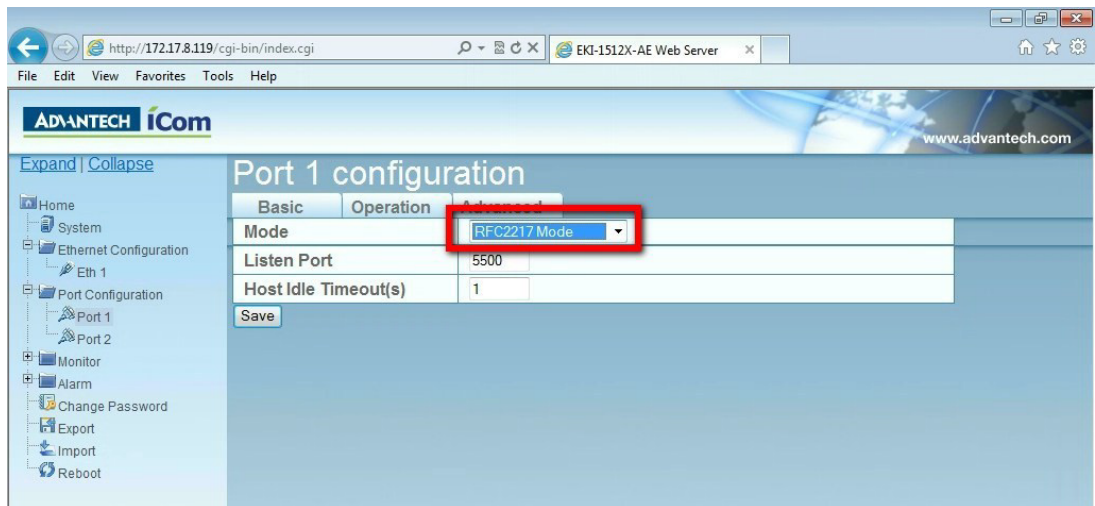 http://172.17.8.119/cgi-bin/index.cgi
EKI-1512X-AE Web Server
File Edit View Favorites Tools Help
ADVANTECH iCom
www.advantech.com
Expand | Collapse
Port 1 configuration
Home
Basic Operation Advanced
System
Mode RFC2217 Mode
Ethernet Configuration
Listen Port 5500
Eth 1
Host Idle Timeout(s) 1
Port Configuration
Port 1
Save
Port 2
Monitor
Alarm
Change Password
Export
Import
Reboot